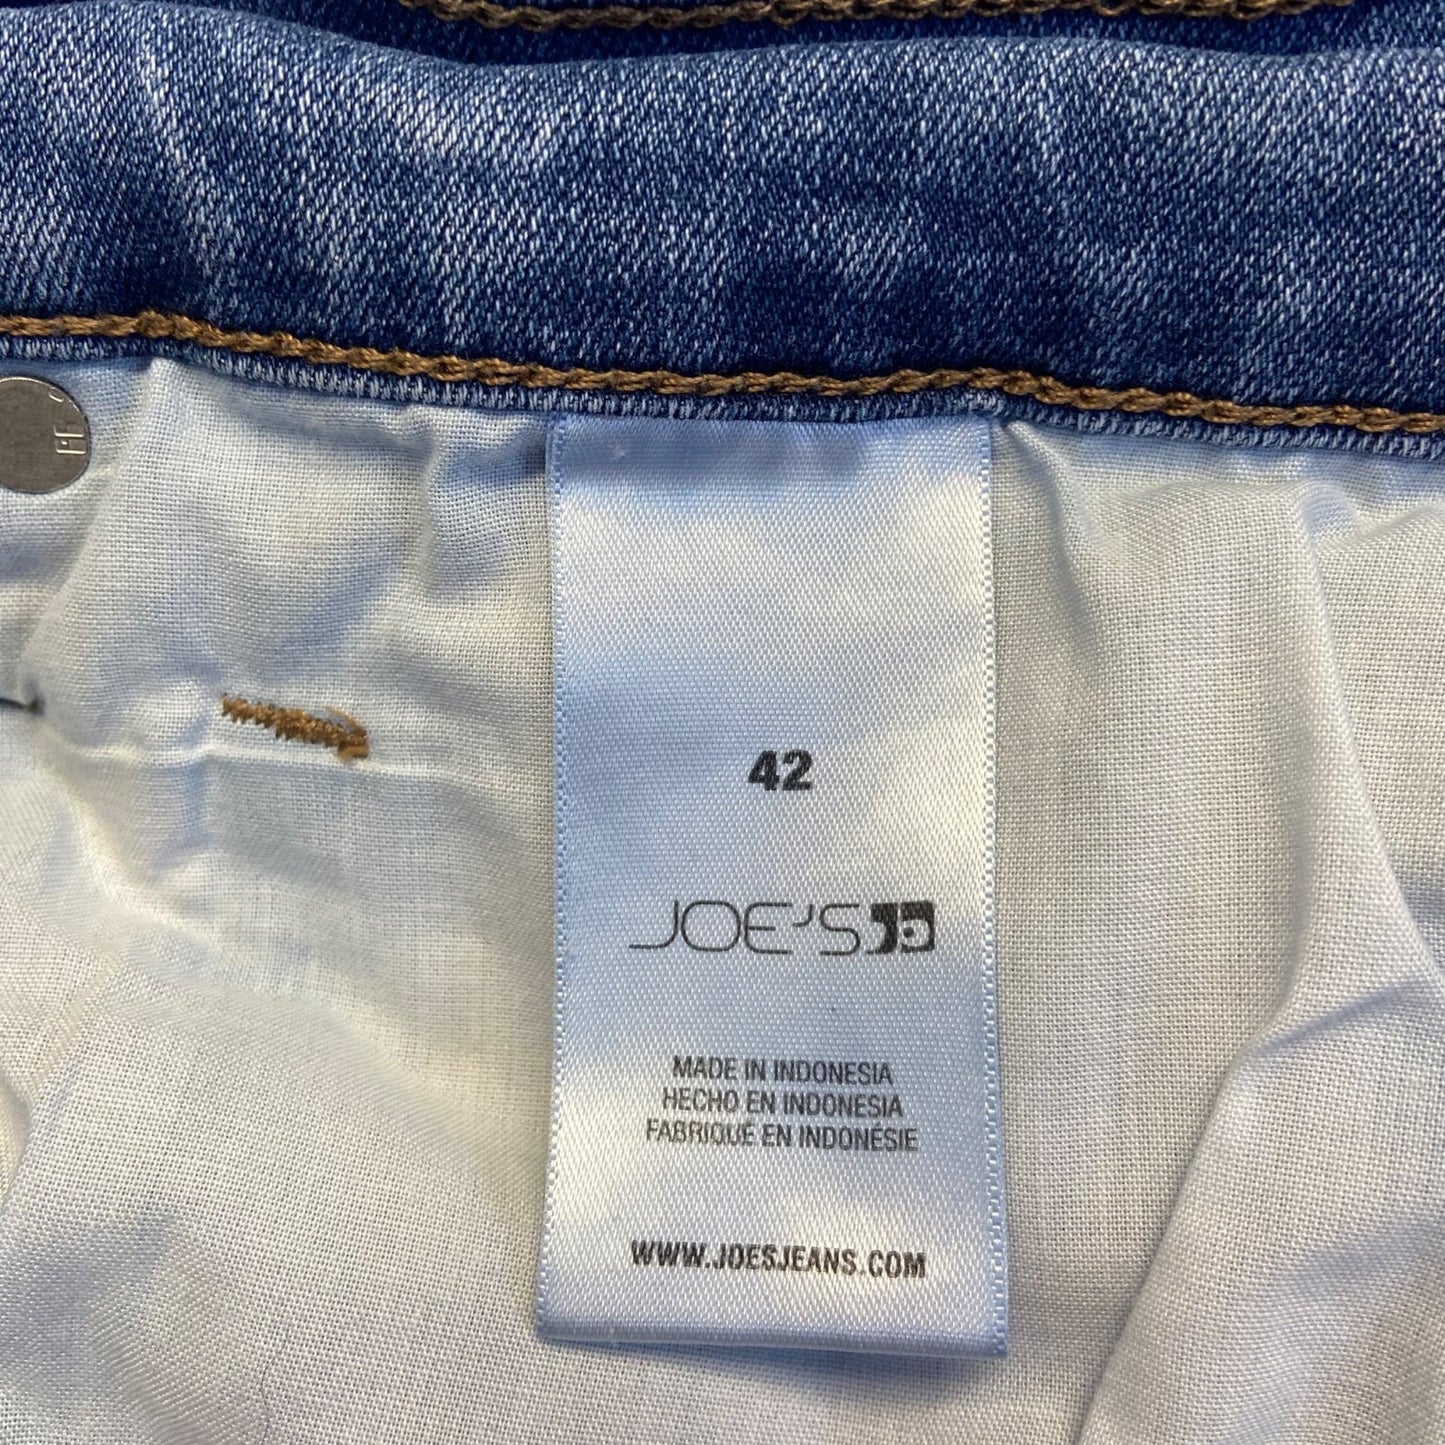 42
JOE'S
MADE IN INDONESIA
HECHO EN INDONESIA
FABRIQUÉ EN INDONÉSIE
WWW.JOESJEANS.COM